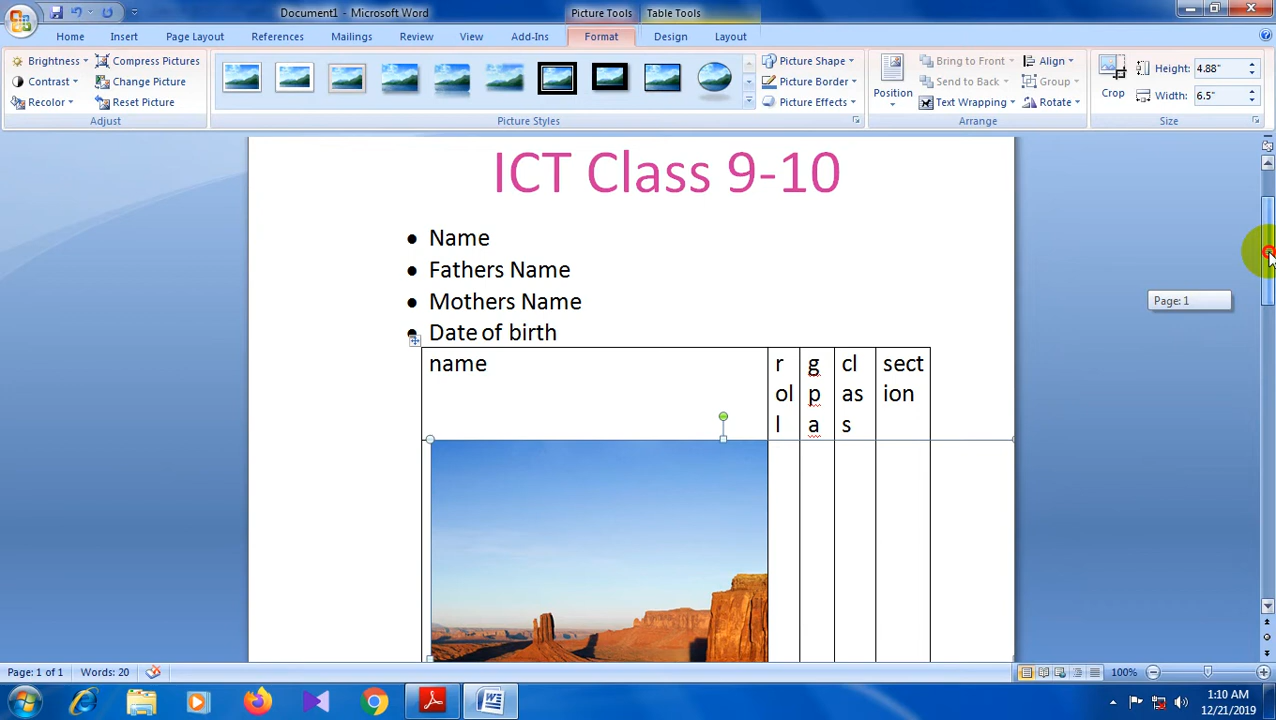 Document1 - Microsoft Word
Picture Tools
Table Tools
Home
Insert
Page Layout
References
Mailings
Review
View
Add-Ins
Format
Design
Layout
Brightness
Compress Pictures
Contrast
Change Picture
Recolor
Reset Picture
Adjust
Picture Styles
Picture Shape
Picture Border
Picture Effects
Position
Bring to Front
Send to Back
Text Wrapping
Align
Group
Rotate
Arrange
Crop
Height: 4.88"
Width: 6.5"
Size
ICT Class 9-10
Name
Fathers Name
Mothers Name
Date of birth
name
r
ol
l
g
p
a
cl
as
s
sect
ion
Page: 1
Page: 1 of 1
Words: 20
100%
1:10 AM
12/21/2019